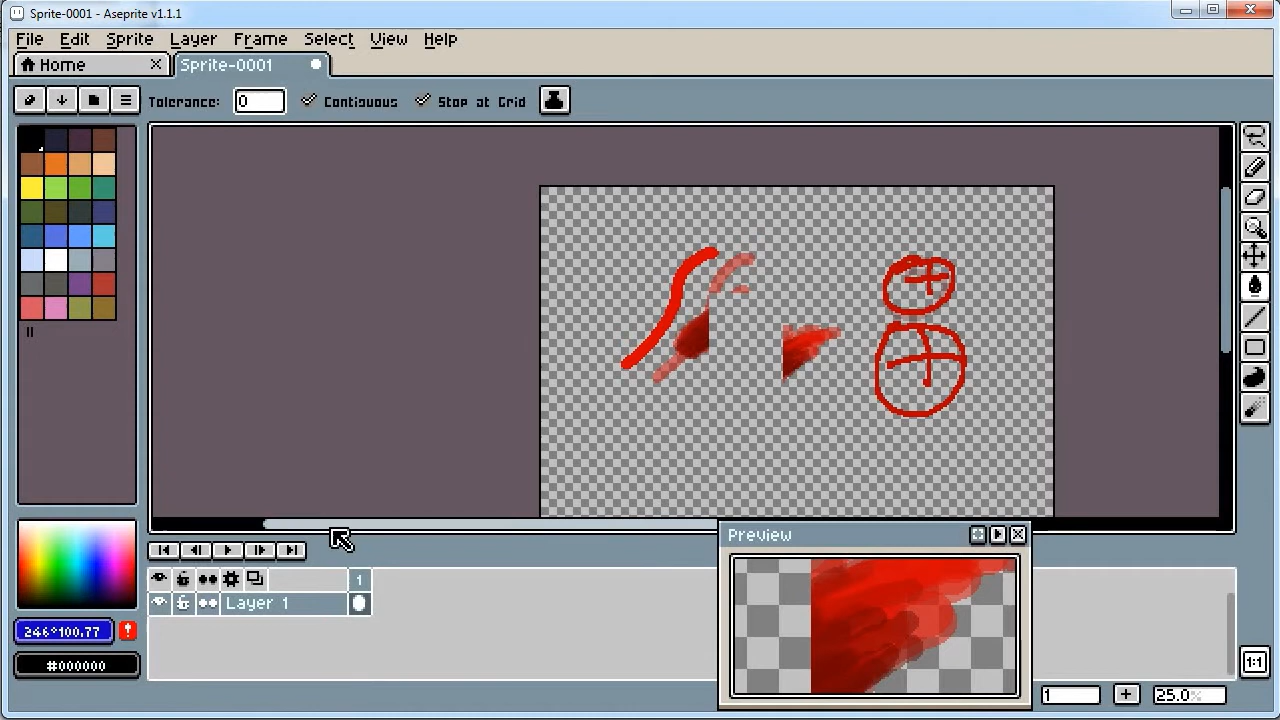 Sprite-0001 - Aseprite v1.1.1
File Edit Sprite Layer Frame Select View Help
Home Sprite-0001
Tolerance: 0 Contiguous Stop at Grid
Preview
1
Layer 1
246°100.77 !
#000000
1:1
1 + 25.0%